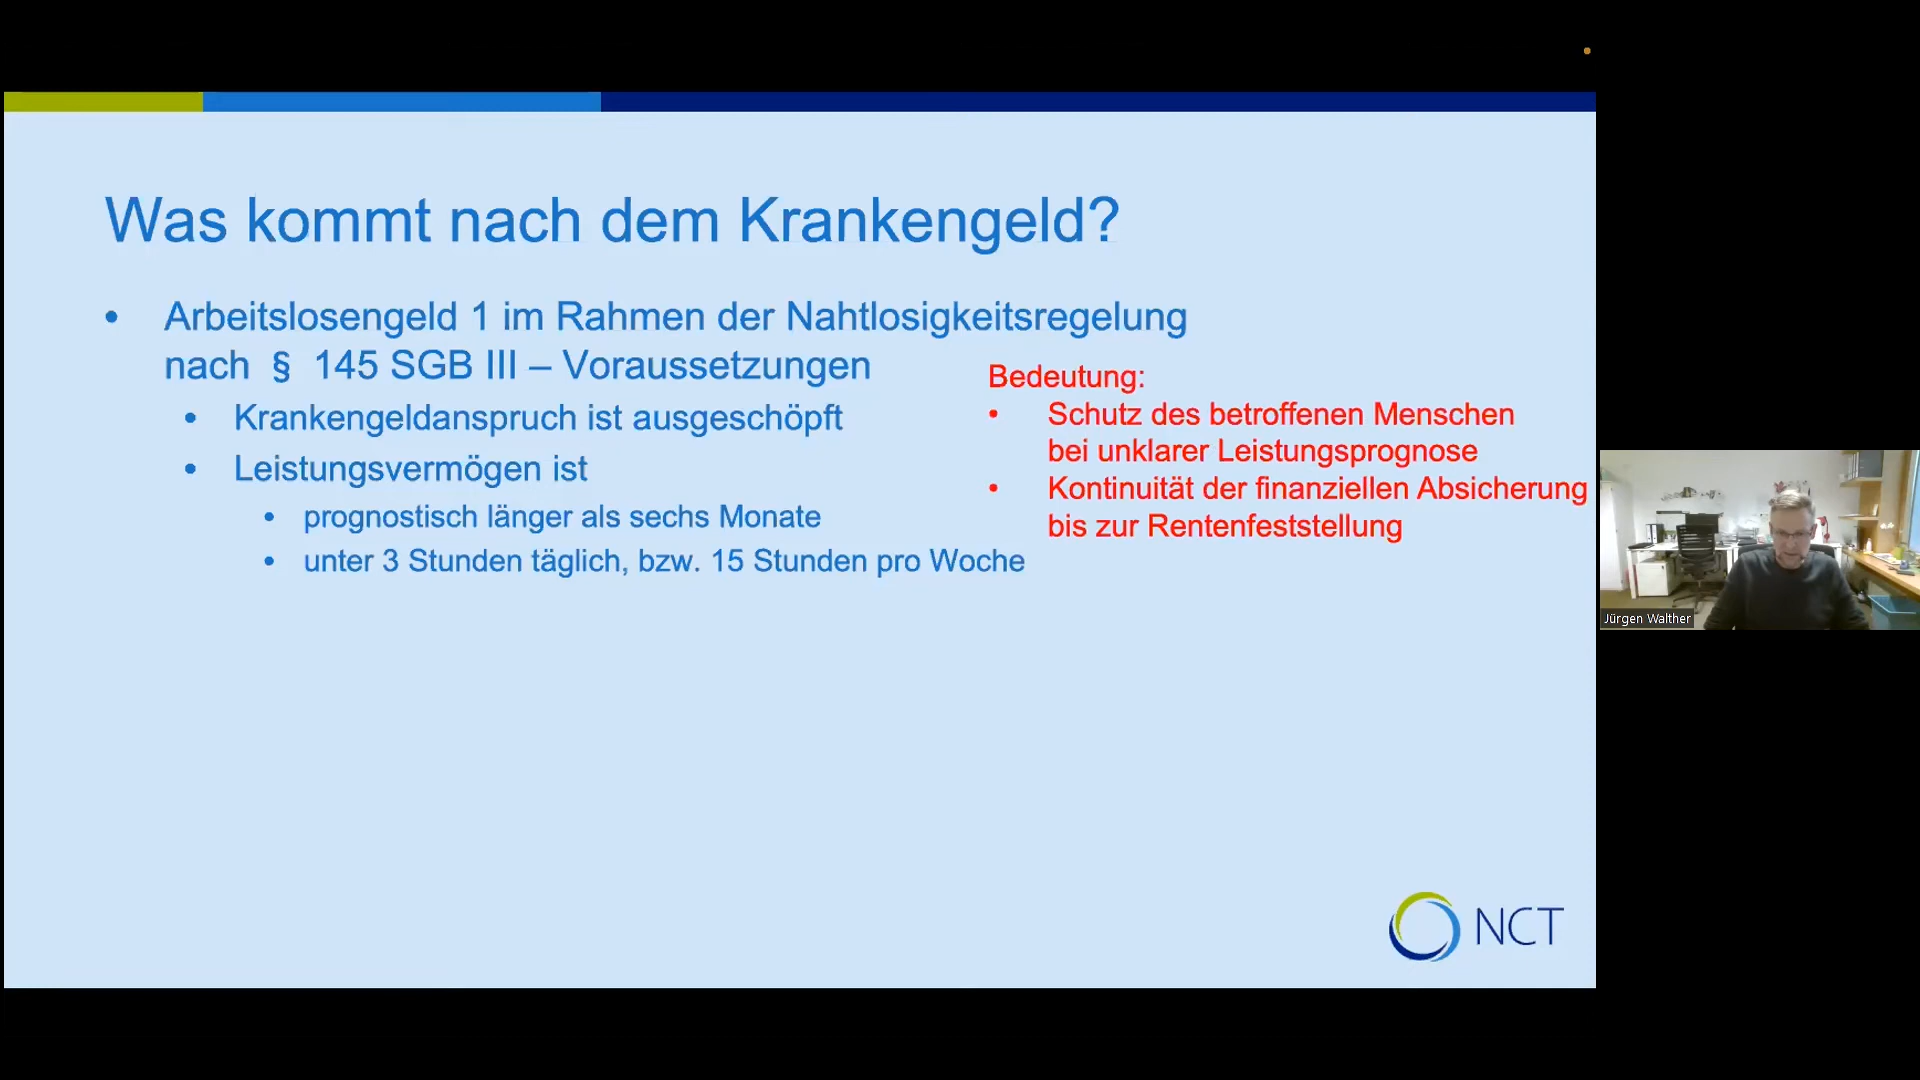 Was kommt nach dem Krankengeld?
• Arbeitslosengeld 1 im Rahmen der Nahtlosigkeitsregelung
nach § 145 SGB III – Voraussetzungen
• Krankengeldanspruch ist ausgeschöpft
• Leistungsvermögen ist
• prognostisch länger als sechs Monate
• unter 3 Stunden täglich, bzw. 15 Stunden pro Woche
Bedeutung:
• Schutz des betroffenen Menschen
bei unklarer Leistungsprognose
• Kontinuität der finanziellen Absicherung
bis zur Rentenfeststellung
Jürgen Walther
NCT